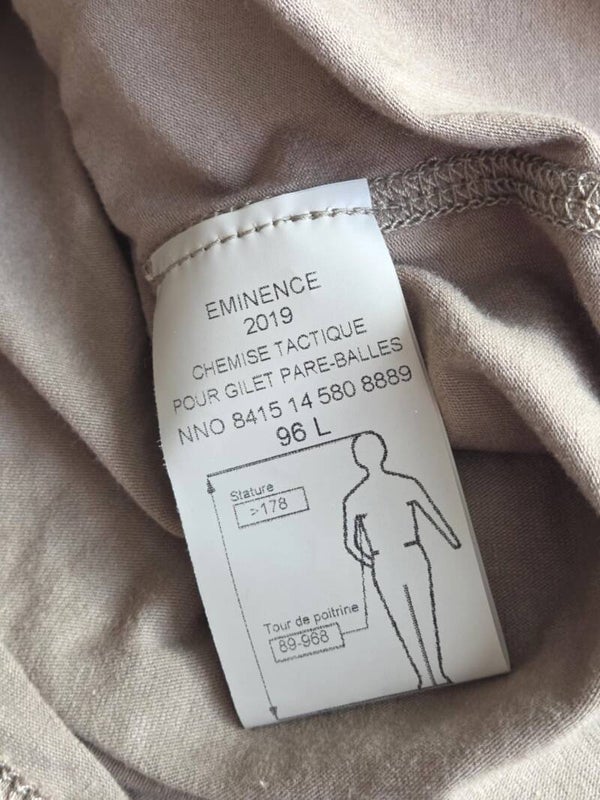 EMINENCE
2019
CHEMISE TACTIQUE
POUR GILET PARE-BALLES
NNO 8415 14 580 8889
96 L
Stature
>178
Tour de poitrine
89-968